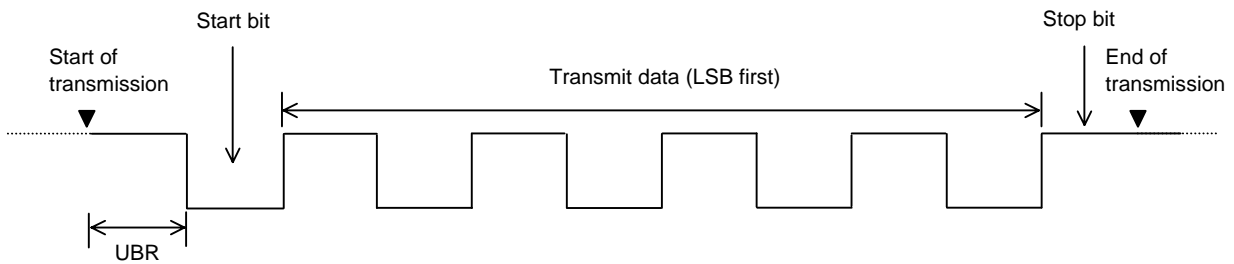 Start bit
Stop bit
Start of
transmission
Transmit data (LSB first)
End of
transmission
UBR